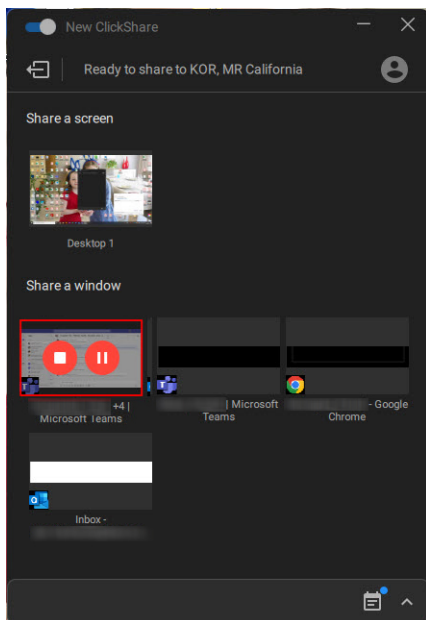 New ClickShare
Ready to share to KOR, MR California
Share a screen
Desktop 1
Share a window
+4 |
Microsoft Teams
| Microsoft
Teams
- Google
Chrome
Inbox -